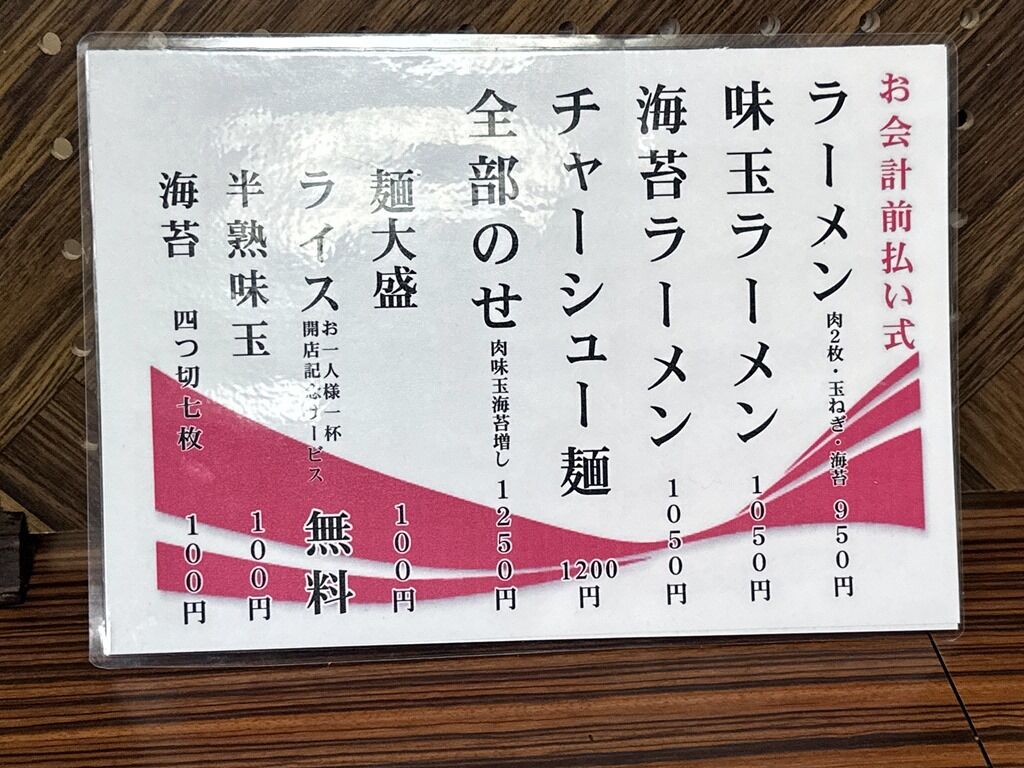 お会計前払い式
ラーメン 肉2枚・玉ねぎ・海苔 950円
味玉ラーメン 1050円
海苔ラーメン 1050円
チャーシュー麺 1200円
全部のせ 肉味玉海苔増し 1250円
麺大盛 100円
ライス お一人様一杯 開店記念サービス 無料
半熟味玉 100円
海苔 四つ切七枚 100円